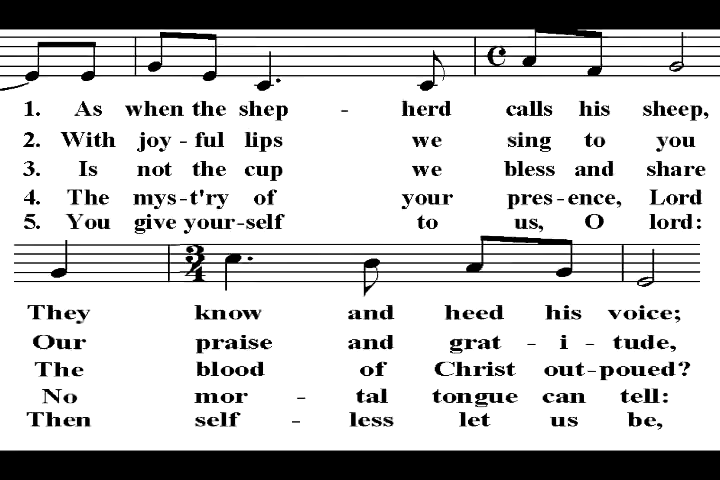 1. As when the shep - herd calls his sheep,
2. With joy - ful lips we sing to you
3. Is not the cup we bless and share
4. The mys - t'ry of your pres - ence, Lord
5. You give your - self to us, O lord:
3
4
They know and heed his voice;
Our praise and grat - i - tude,
The blood of Christ out - poued?
No mor - tal tongue can tell:
Then self - less let us be,